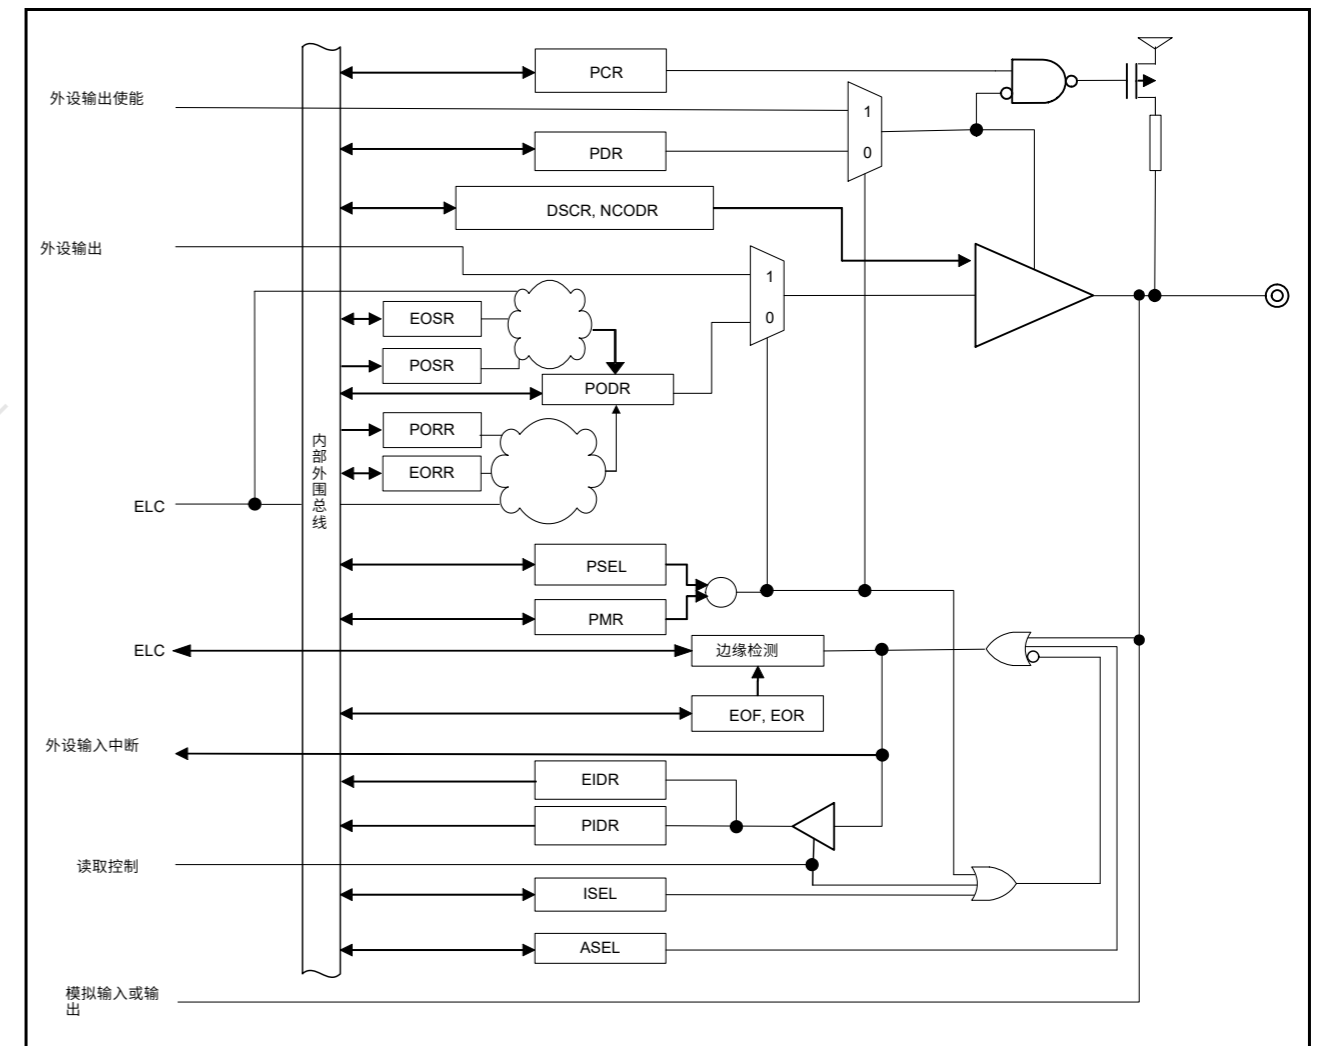 PCR
外设输出使能
1
PDR
0
DSCR, NCODR
外设输出
1
EOSR
0
POSR
PODR
PORR
内部外围总线
EORR
ELC
PSEL
PMR
ELC
边缘检测
EOF, EOR
外设输入中断
EIDR
PIDR
读取控制
ISEL
ASEL
模拟输入或输
出